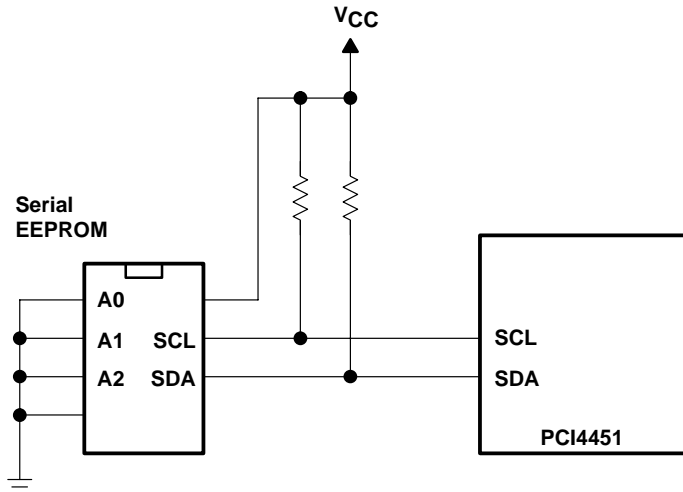 VCC
Serial
EEPROM
A0
A1 SCL
A2 SDA
SCL
SDA
PCI4451